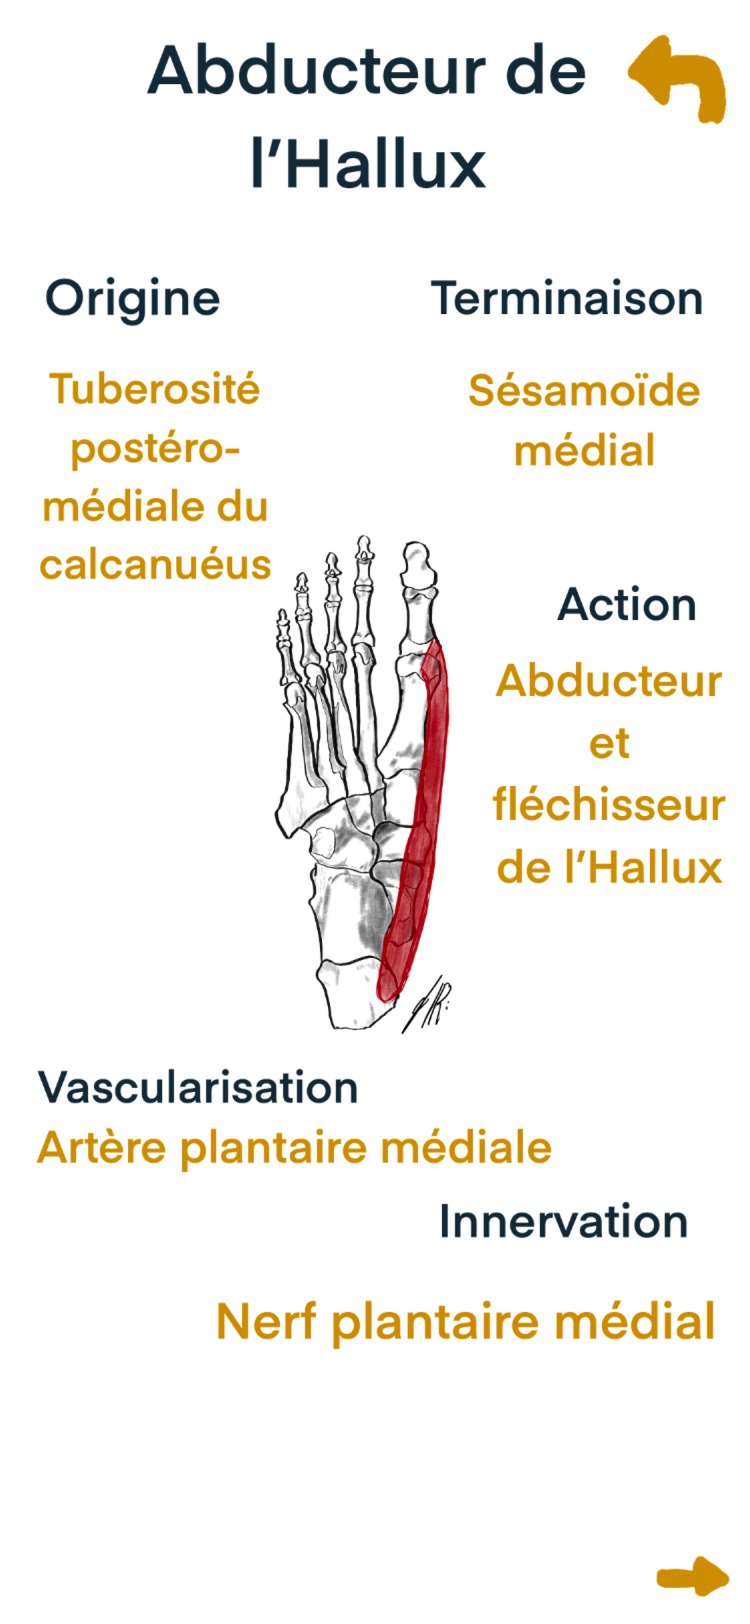 Abducteur de
l'Hallux
Origine
Tuberosité
postéro-
médiale du
calcanuéus
Terminaison
Sésamoïde
médial
Action
Abducteur
et
fléchisseur
de l'Hallux
Vascularisation
Artère plantaire médiale
Innervation
Nerf plantaire médial